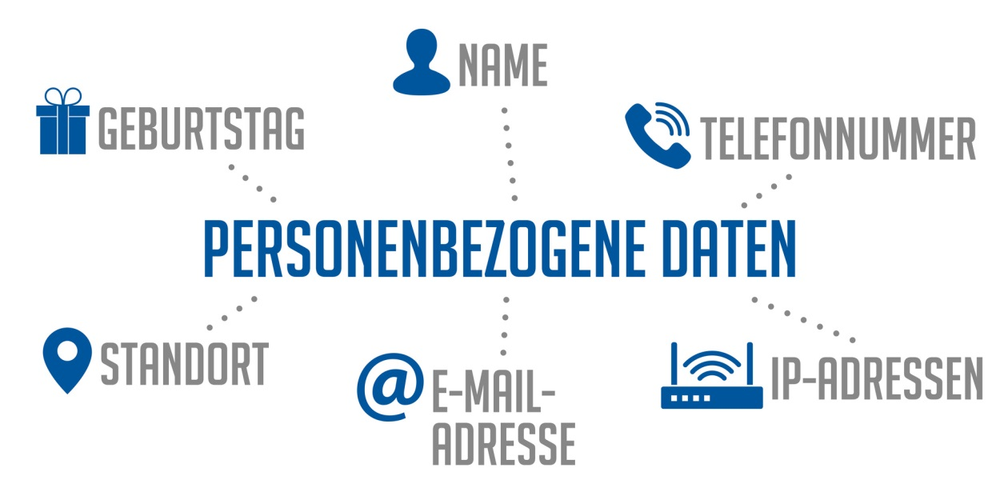 NAME
GEBURTSTAG
TELEFONNUMMER
PERSONENBEZOGENE DATEN
STANDORT
@ E-MAIL-
ADRESSE
IP-ADRESSEN